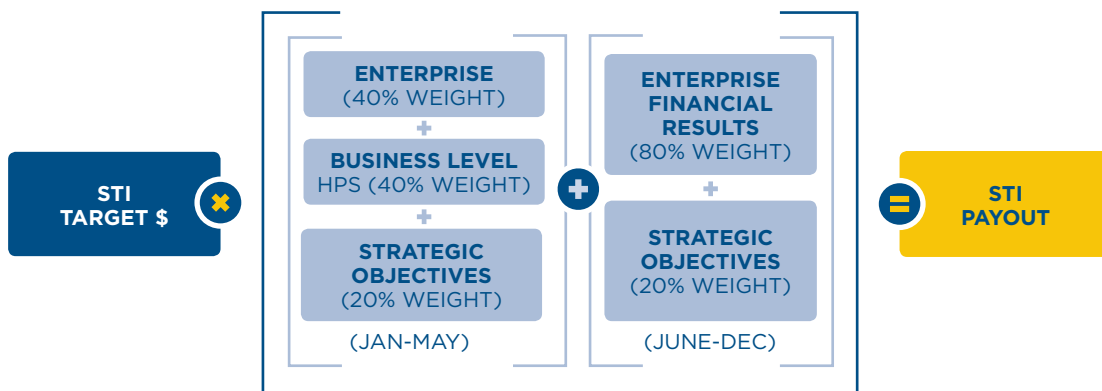 STI
TARGET $
×
ENTERPRISE
(40% WEIGHT)
+
BUSINESS LEVEL
HPS (40% WEIGHT)
+
STRATEGIC
OBJECTIVES
(20% WEIGHT)
(JAN-MAY)
+
ENTERPRISE
FINANCIAL
RESULTS
(80% WEIGHT)
+
STRATEGIC
OBJECTIVES
(20% WEIGHT)
(JUNE-DEC)
=
STI
PAYOUT